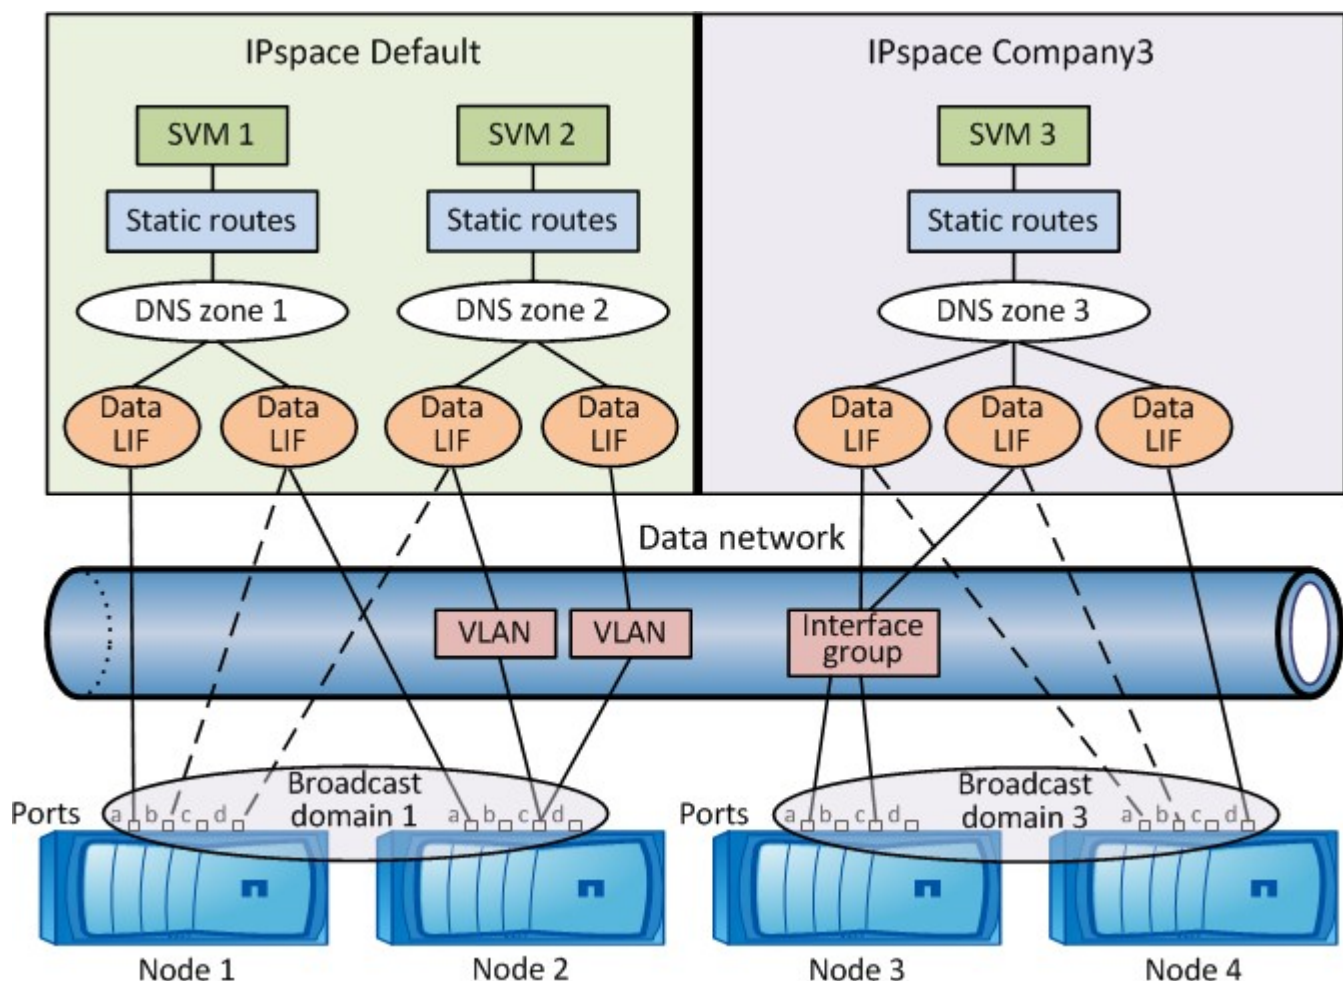 IPspace Default
IPspace Company3
SVM 1
SVM 2
SVM 3
Static routes
Static routes
Static routes
DNS zone 1
DNS zone 2
DNS zone 3
Data
LIF
Data
LIF
Data
LIF
Data
LIF
Data
LIF
Data
LIF
Data
LIF
Data network
VLAN
VLAN
Interface
group
Broadcast
domain 1
Broadcast
domain 3
Ports
a b c d
a b c d
Ports
a b c d
a b c d
Node 1
Node 2
Node 3
Node 4